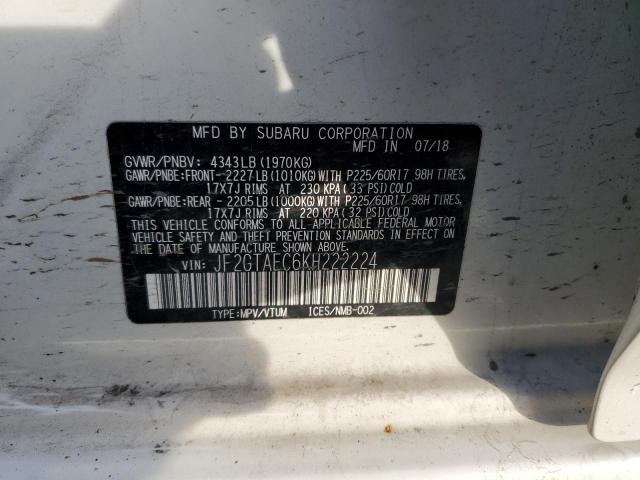 MFD BY SUBARU CORPORATION
MFD IN 07/18
GVWR/PNBV: 4343LB (1970KG)
GAWR/PNBE:FRONT- 2227LB (1010KG) WITH P225/60R17 98H TIRES,
17X7J RIMS AT 230 KPA (33 PSI) COLD
GAWR/PNBE:REAR - 2205LB (1000KG) WITH P225/60R17 98H TIRES,
17X7J RIMS AT 220 KPA (32 PSI) COLD
THIS VEHICLE CONFORMS TO ALL APPLICABLE FEDERAL MOTOR
VEHICLE SAFETY AND THEFT PREVENTION STANDARDS IN EFFECT ON
THE DATE OF MANUFACTURE SHOWN ABOVE.
VIN: JF2GTAEC6KH222224
TYPE:MPV/VTUM ICES/NMB-002